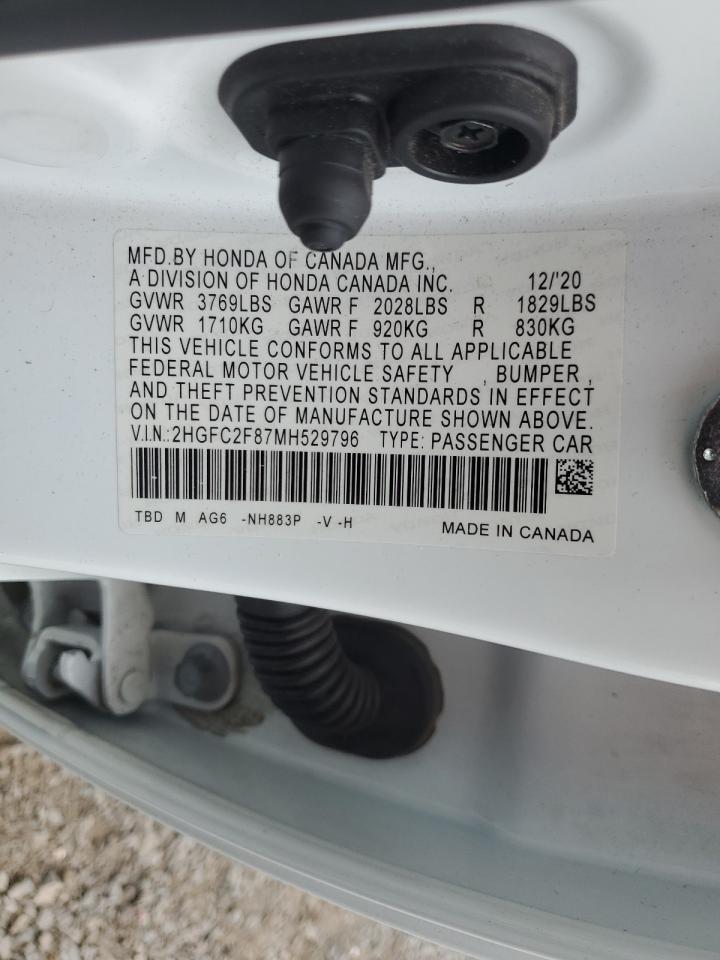 MFD.BY HONDA OF CANADA MFG.,
A DIVISION OF HONDA CANADA INC. 12/'20
GVWR 3769LBS GAWR F 2028LBS R 1829LBS
GVWR 1710KG GAWR F 920KG R 830KG
THIS VEHICLE CONFORMS TO ALL APPLICABLE
FEDERAL MOTOR VEHICLE SAFETY , BUMPER ,
AND THEFT PREVENTION STANDARDS IN EFFECT
ON THE DATE OF MANUFACTURE SHOWN ABOVE.
V.I.N.:2HGFC2F87MH529796 TYPE: PASSENGER CAR
TBD M AG6 -NH883P -V -H MADE IN CANADA